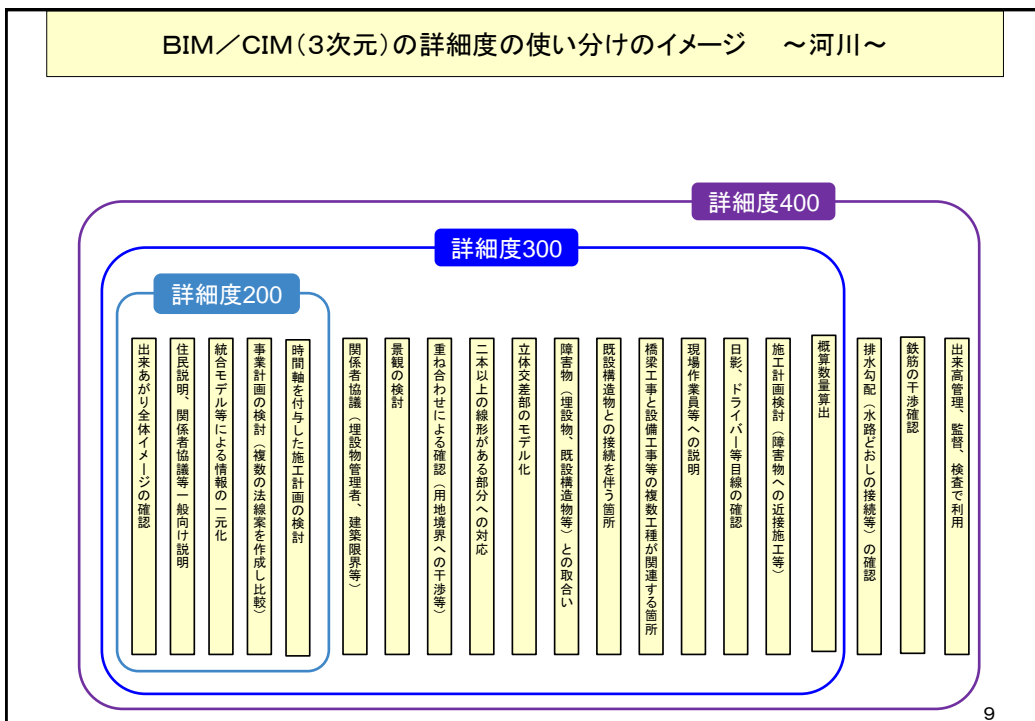 BIM／CIM（3次元）の詳細度の使い分けのイメージ　～河川～
詳細度400
詳細度300
詳細度200
出来あがり全体イメージの確認
住民説明、関係者協議等一般向け説明
統合モデル等による情報の一元化
事業計画の検討（複数の法線案を作成し比較）
時間軸を付与した施工計画の検討
関係者協議（埋設物管理者、建築限界等）
景観の検討
重ね合わせによる確認（用地境界への干渉等）
二本以上の線形がある部分への対応
立体交差部のモデル化
障害物（埋設物、既設構造物等）との取合い
既設構造物との接続を伴う箇所
橋梁工事と設備工事等の複数工種が関連する箇所
現場作業員等への説明
日影、ドライバー等目線の確認
施工計画検討（障害物への近接施工等）
概算数量算出
排水勾配（水路どおしの接続等）の確認
鉄筋の干渉確認
出来高管理、監督、検査で利用
9